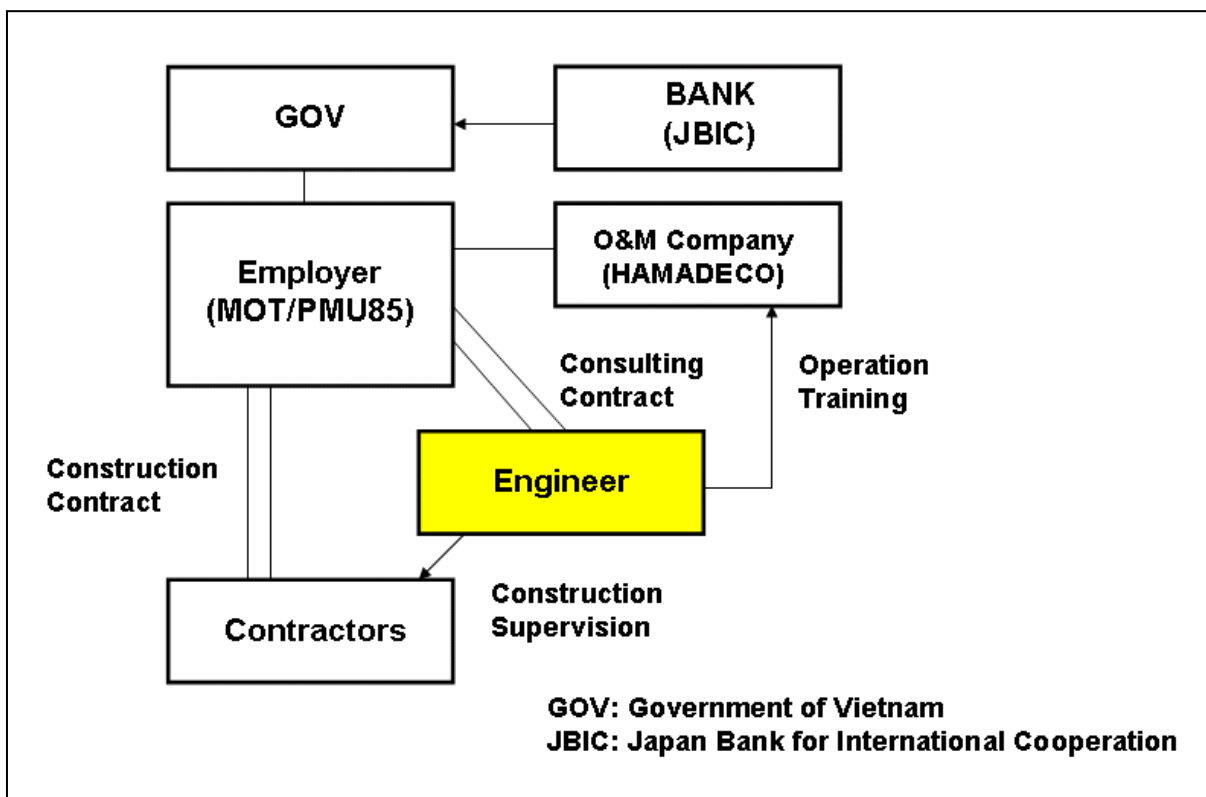 GOV
BANK
(JBIC)
Employer
(MOT/PMU85)
O&M Company
(HAMADECO)
Consulting
Contract
Operation
Training
Construction
Contract
Engineer
Contractors
Construction
Supervision
GOV: Government of Vietnam
JBIC: Japan Bank for International Cooperation